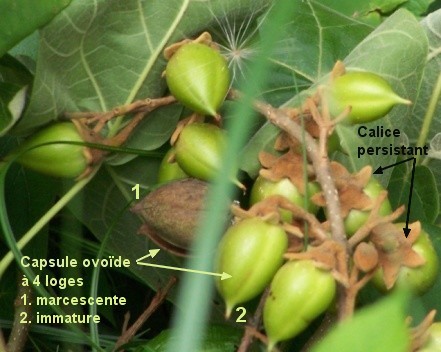 Calice
persistant
1
Capsule ovoïde
à 4 loges
1. marcescente
2. immature
2